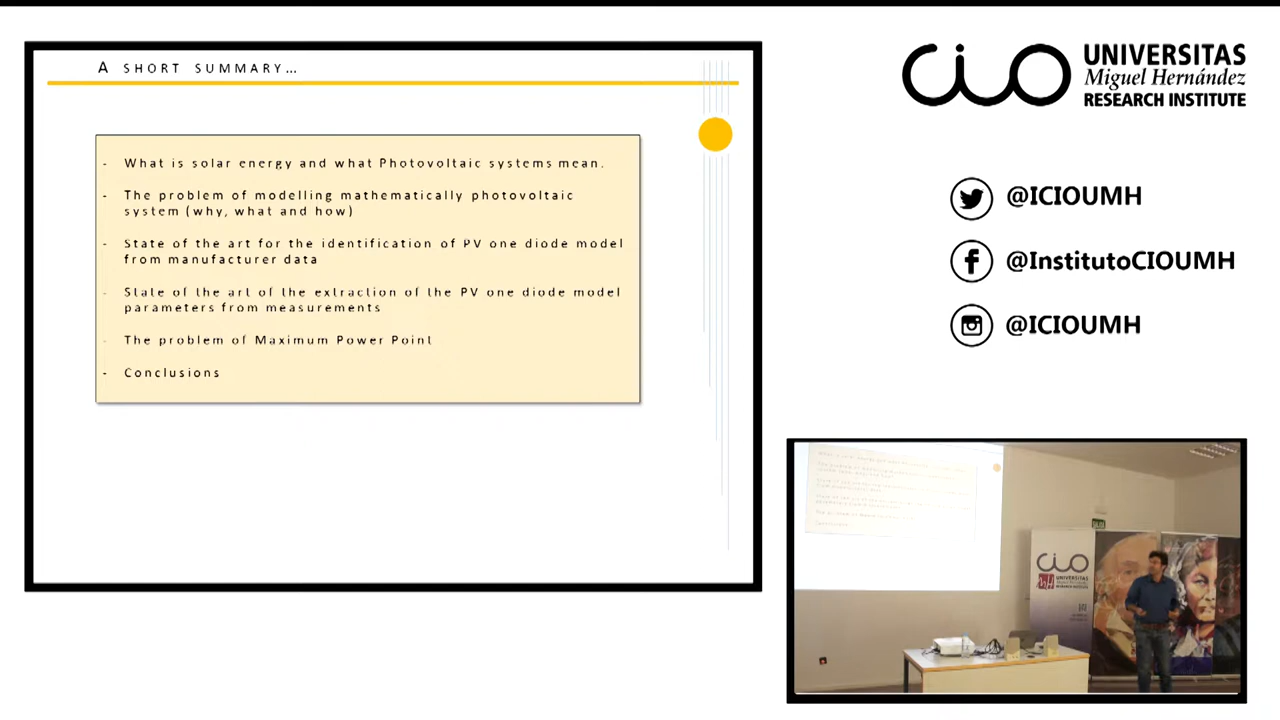 A SHORT SUMMARY...
- What is solar energy and what Photovoltaic systems mean.
- The problem of modelling mathematically photovoltaic
system (why, what and how)
- State of the art for the identification of PV one diode model
from manufacturer data
- State of the art of the extraction of the PV one diode model
parameters from measurements
- The problem of Maximum Power Point
- Conclusions
cio
UNIVERSITAS
Miguel Hernández
RESEARCH INSTITUTE
@ICIOUMH
@InstitutoCIOUMH
@ICIOUMH
cio
UNIVERSITAS